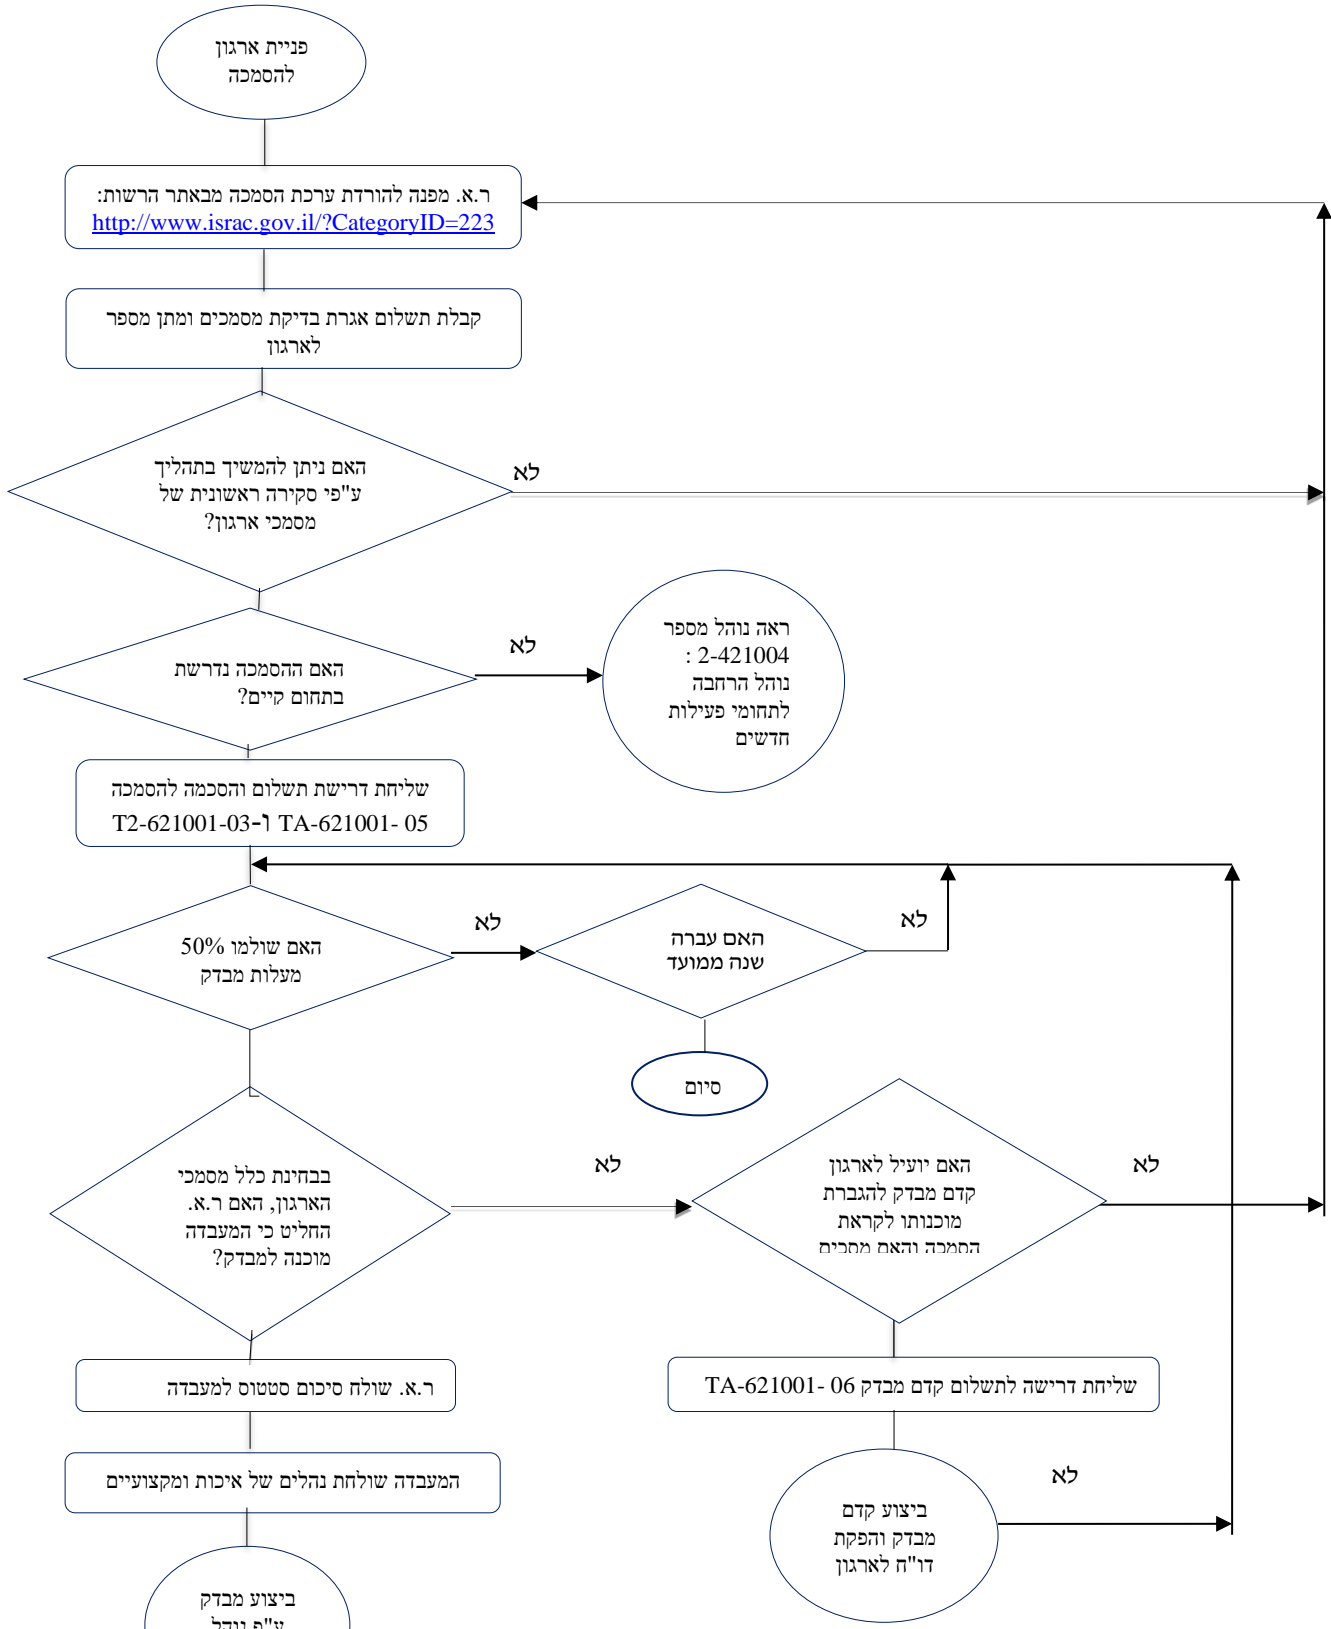 פניית ארגון
להסמכה
ר.א. מפנה להורדת ערכת הסמכה מבאתר הרשות:
http://www.israc.gov.il/?CategoryID=223
קבלת תשלום אגרת בדיקת מסמכים ומתן מספר
לארגון
האם ניתן להמשיך בתהליך
ע"פי סקירה ראשונית של
מסמכי ארגון?
לא
האם ההסמכה נדרשת
בתחום קיים?
לא
ראה נוהל מספר
2-421004 :
נוהל הרחבה
לתחומי פעילות
חדשים
שליחת דרישת תשלום והסכמה להסמכה
TA-621001- 05 ו-T2-621001-03
האם שולמו 50%
מעלות מבדק
לא
האם עברה
שנה ממועד
לא
סיום
בבחינת כלל מסמכי
הארגון, האם ר.א.
החליט כי המעבדה
מוכנה למבדק?
לא
האם יועיל לארגון
קדם מבדק להגברת
מוכנותו לקראת
הסמכה והאם מסכים
לא
ר.א. שולח סיכום סטטוס למעבדה
שליחת דרישה לתשלום קדם מבדק TA-621001- 06
המעבדה שולחת נהלים של איכות ומקצועיים
ביצוע קדם
מבדק והפקת
דו"ח לארגון
לא
ביצוע מבדק
ע"פ נוהל